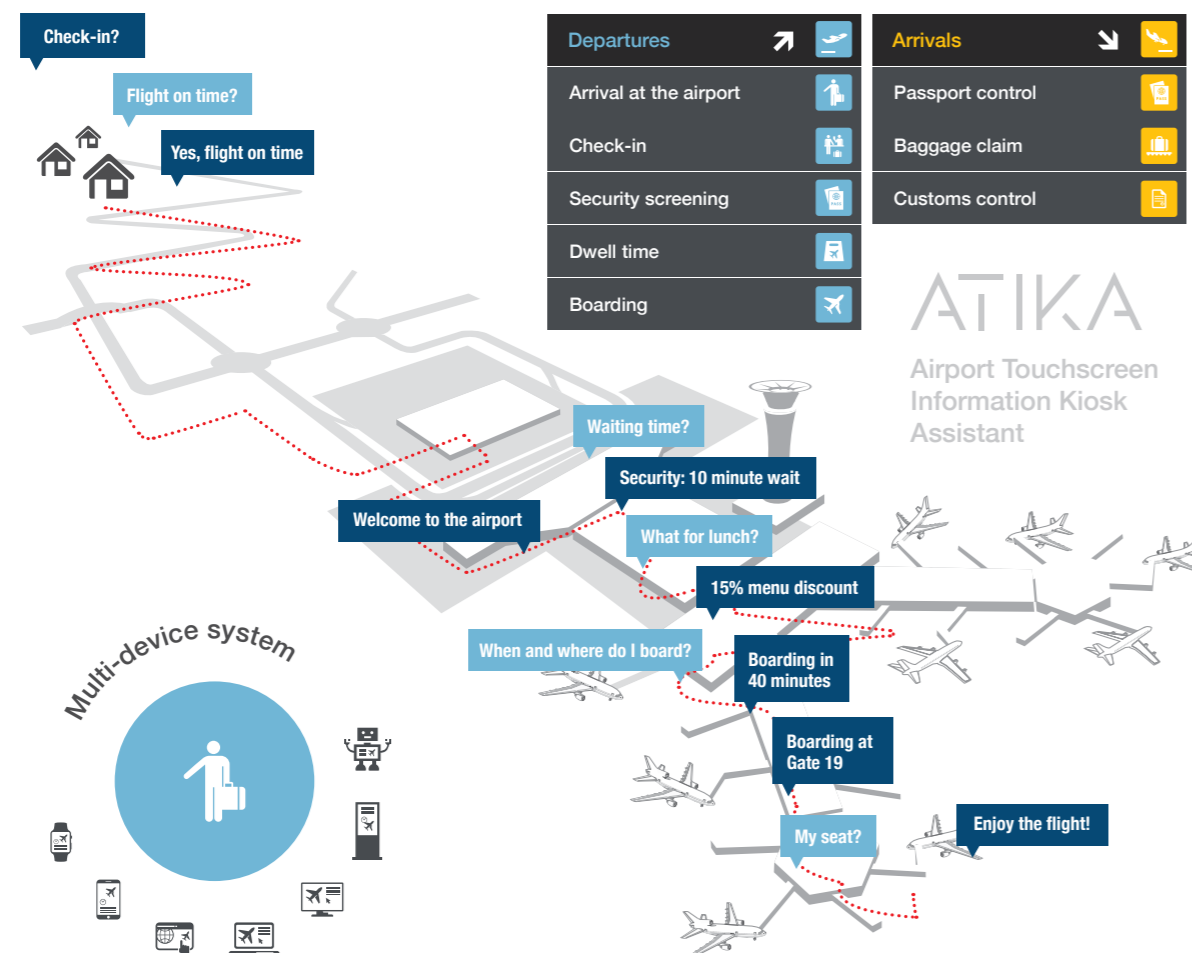 Check-in?
Flight on time?
Yes, flight on time
Departures
Arrival at the airport
Check-in
Security screening
Dwell time
Boarding
Arrivals
Passport control
Baggage claim
Customs control
ATIKA
Airport Touchscreen
Information Kiosk
Assistant
Waiting time?
Security: 10 minute wait
Welcome to the airport
What for lunch?
15% menu discount
When and where do I board?
Boarding in
40 minutes
Boarding at
Gate 19
My seat?
Enjoy the flight!
Multi-device system